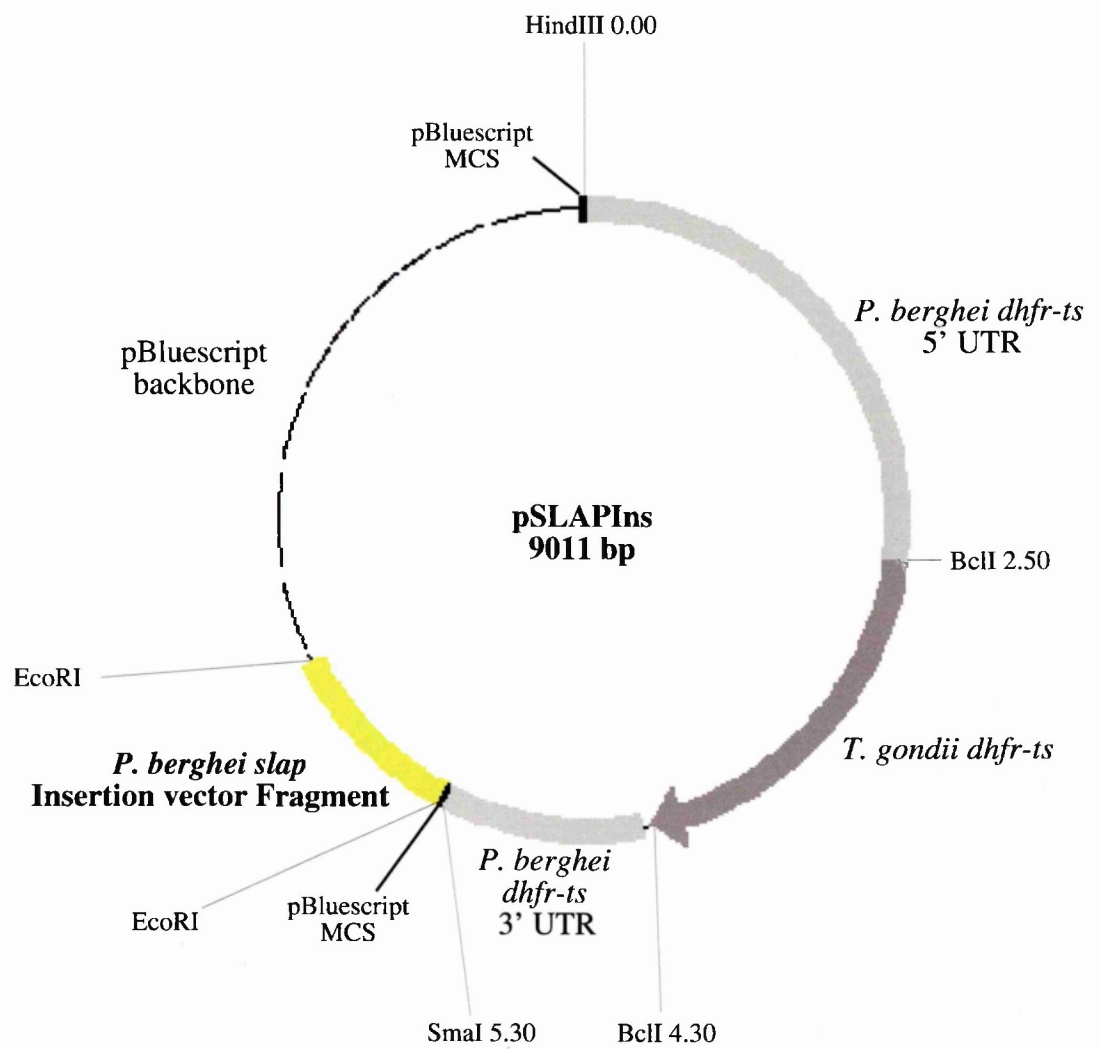 HindIII 0.00
pBluescript
MCS
P. berghei dhfr-ts
5’ UTR
pBluescript
backbone
pSLAPIns
9011 bp
BclI 2.50
EcoRI
T. gondii dhfr-ts
P. berghei slap
Insertion vector Fragment
P. berghei
dhfr-ts
3’ UTR
pBluescript
MCS
EcoRI
SmaI 5.30
BclI 4.30